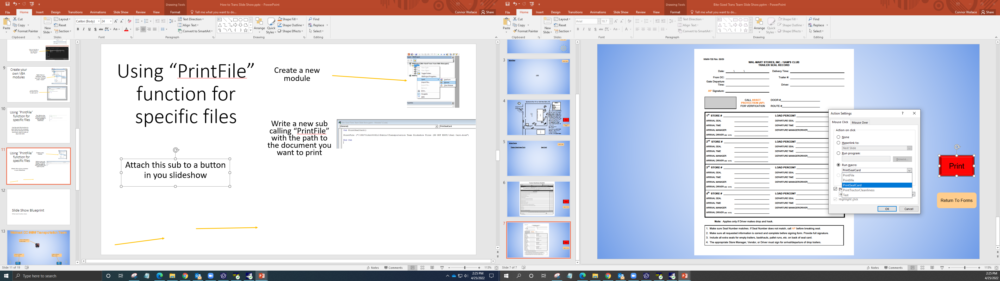 Drawing Tools
How to Trans Slide Show.pptx - PowerPoint
File Home Insert Design Transitions Animations Slide Show Review View Format Tell me what you want to do...
Connor Wallace Share
Paste
Cut
Copy
Format Painter
Clipboard
New Slide
Layout
Reset
Section
Slides
Calibri (Body) 24
Font
Text Direction
Align Text
Convert to SmartArt
Paragraph
Arrange
Quick Styles
Shape Fill
Shape Outline
Shape Effects
Drawing
Find
Replace
Select
Editing
9
Create your
own VBA
modules
10
Using “PrintFile”
function for
specific files
11
Using “PrintFile”
function for
specific files
12
Slide Show Blueprint
13
Using “PrintFile”
function for
specific files
Create a new
module
Write a new sub
calling “PrintFile”
with the path to
the document you
want to print
Attach this sub to a button
in you slideshow
(General)
PrintSealCard
Sub PrintSealCard()
End Sub
Slide 11 of 19
Notes Comments 113%
Type here to search
2:25 PM
4/25/2022
Drawing Tools
Bite-Sized Trans Team Slide Show.pptm - PowerPoint
File Home Insert Design Transitions Animations Slide Show Review View Format Tell me what you want to do...
Connor Wallace Share
Paste
Cut
Copy
Format Painter
Clipboard
New Slide
Layout
Reset
Section
Slides
Arial 18.7
Font
Text Direction
Align Text
Convert to SmartArt
Paragraph
Arrange
Quick Styles
Shape Fill
Shape Outline
Shape Effects
Drawing
Find
Replace
Select
Editing
3
4
5
6
7
WMW-700 Rev. 06/09
WAL-MART STORES, INC. / SAM'S CLUB
TRAILER SEAL RECORD
Date: \ \ Delivery Time:
From DC: Trailer #:
Gate Departure
Time: Driver:
AP Signature:
CALL ASSET
PROTECTION (AP)
FOR VERIFICATION
DOOR #
ROUTE #
1st STORE # LOAD PERCENT
ARRIVAL SEAL DEPARTURE SEAL
ARRIVAL TIME DEPARTURE TIME
ARRIVAL MANAGER DEPARTURE MANAGER/DRIVER
ARRIVAL DRIVER (SEE NOTE)
2nd STORE # LOAD PERCENT
ARRIVAL SEAL DEPARTURE SEAL
ARRIVAL TIME DEPARTURE TIME
ARRIVAL MANAGER DEPARTURE MANAGER/DRIVER
ARRIVAL DRIVER (SEE NOTE)
3rd STORE # LOAD PERCENT
ARRIVAL SEAL DEPARTURE SEAL
ARRIVAL TIME DEPARTURE TIME
ARRIVAL MANAGER DEPARTURE MANAGER/DRIVER
ARRIVAL DRIVER (SEE NOTE)
4th STORE # LOAD PERCENT
ARRIVAL SEAL DEPARTURE SEAL
ARRIVAL TIME DEPARTURE TIME
ARRIVAL MANAGER DEPARTURE MANAGER/DRIVER
ARRIVAL DRIVER (SEE NOTE)
Note: Applies only if Driver makes drop and hook.
1. Make sure Seal Number matches. If Seal Number does not match, call AP before breaking seal.
2. Make sure all requested information is correct and complete before signing form. Provide full signature.
3. Include all extra seals for empty trailers, backhauls, pallet runs, etc. on back of seal card.
4. The appropriate Store Manager, Vendor, or Driver must sign for arrival/departure of drop trailers.
Action Settings ?
Mouse Click Mouse Over
Action on click
None
Hyperlink to:
Next Slide
Run program:
Browse...
Run macro:
PrintSealCard
PrintFile
PrintMe
PrintSealCard
PrintTractorCleanliness
Test
Highlight click
OK Cancel
Print
Return To Forms
Slide 7 of 7
Notes Comments 115%
2:25 PM
4/25/2022